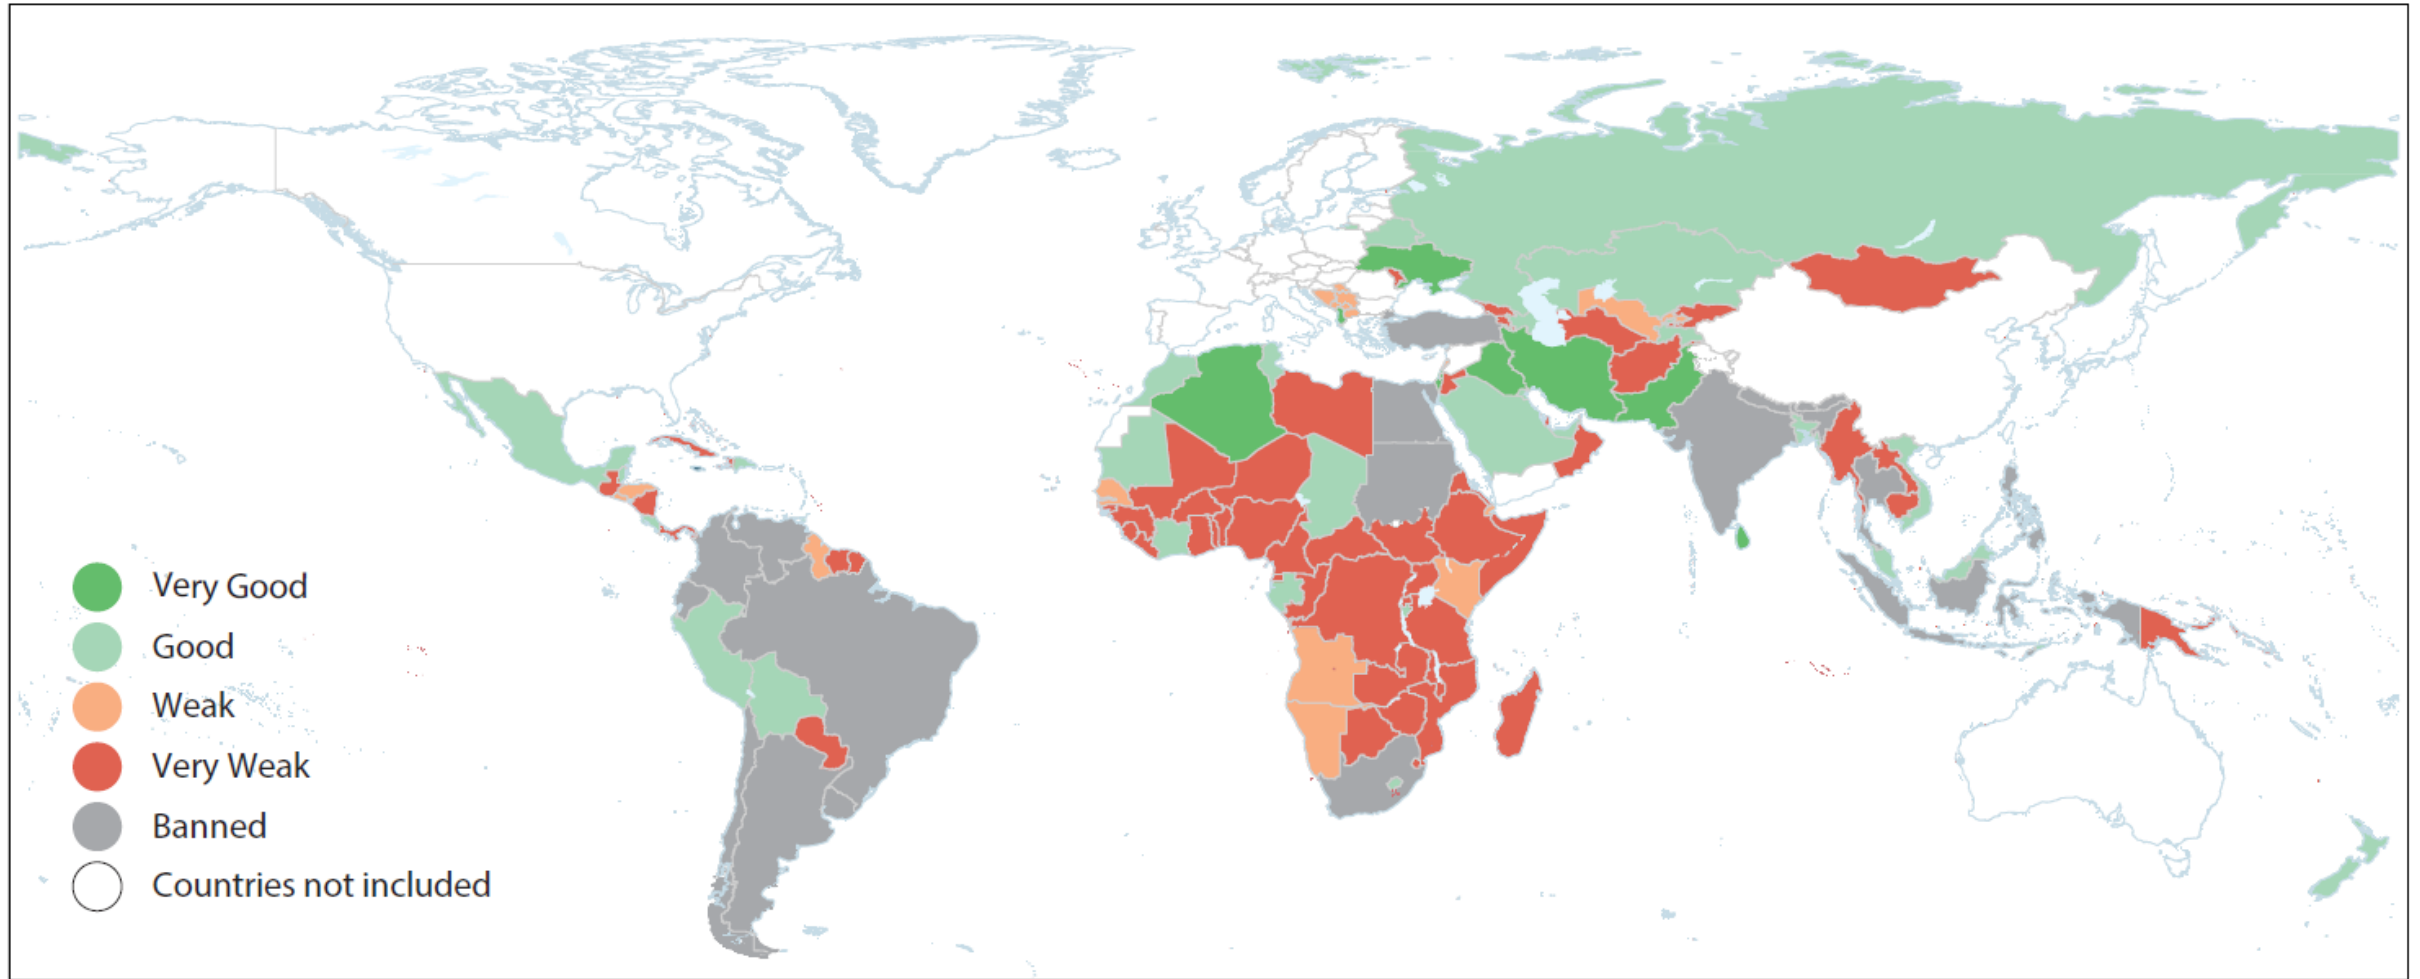 Very Good
Good
Weak
Very Weak
Banned
Countries not included